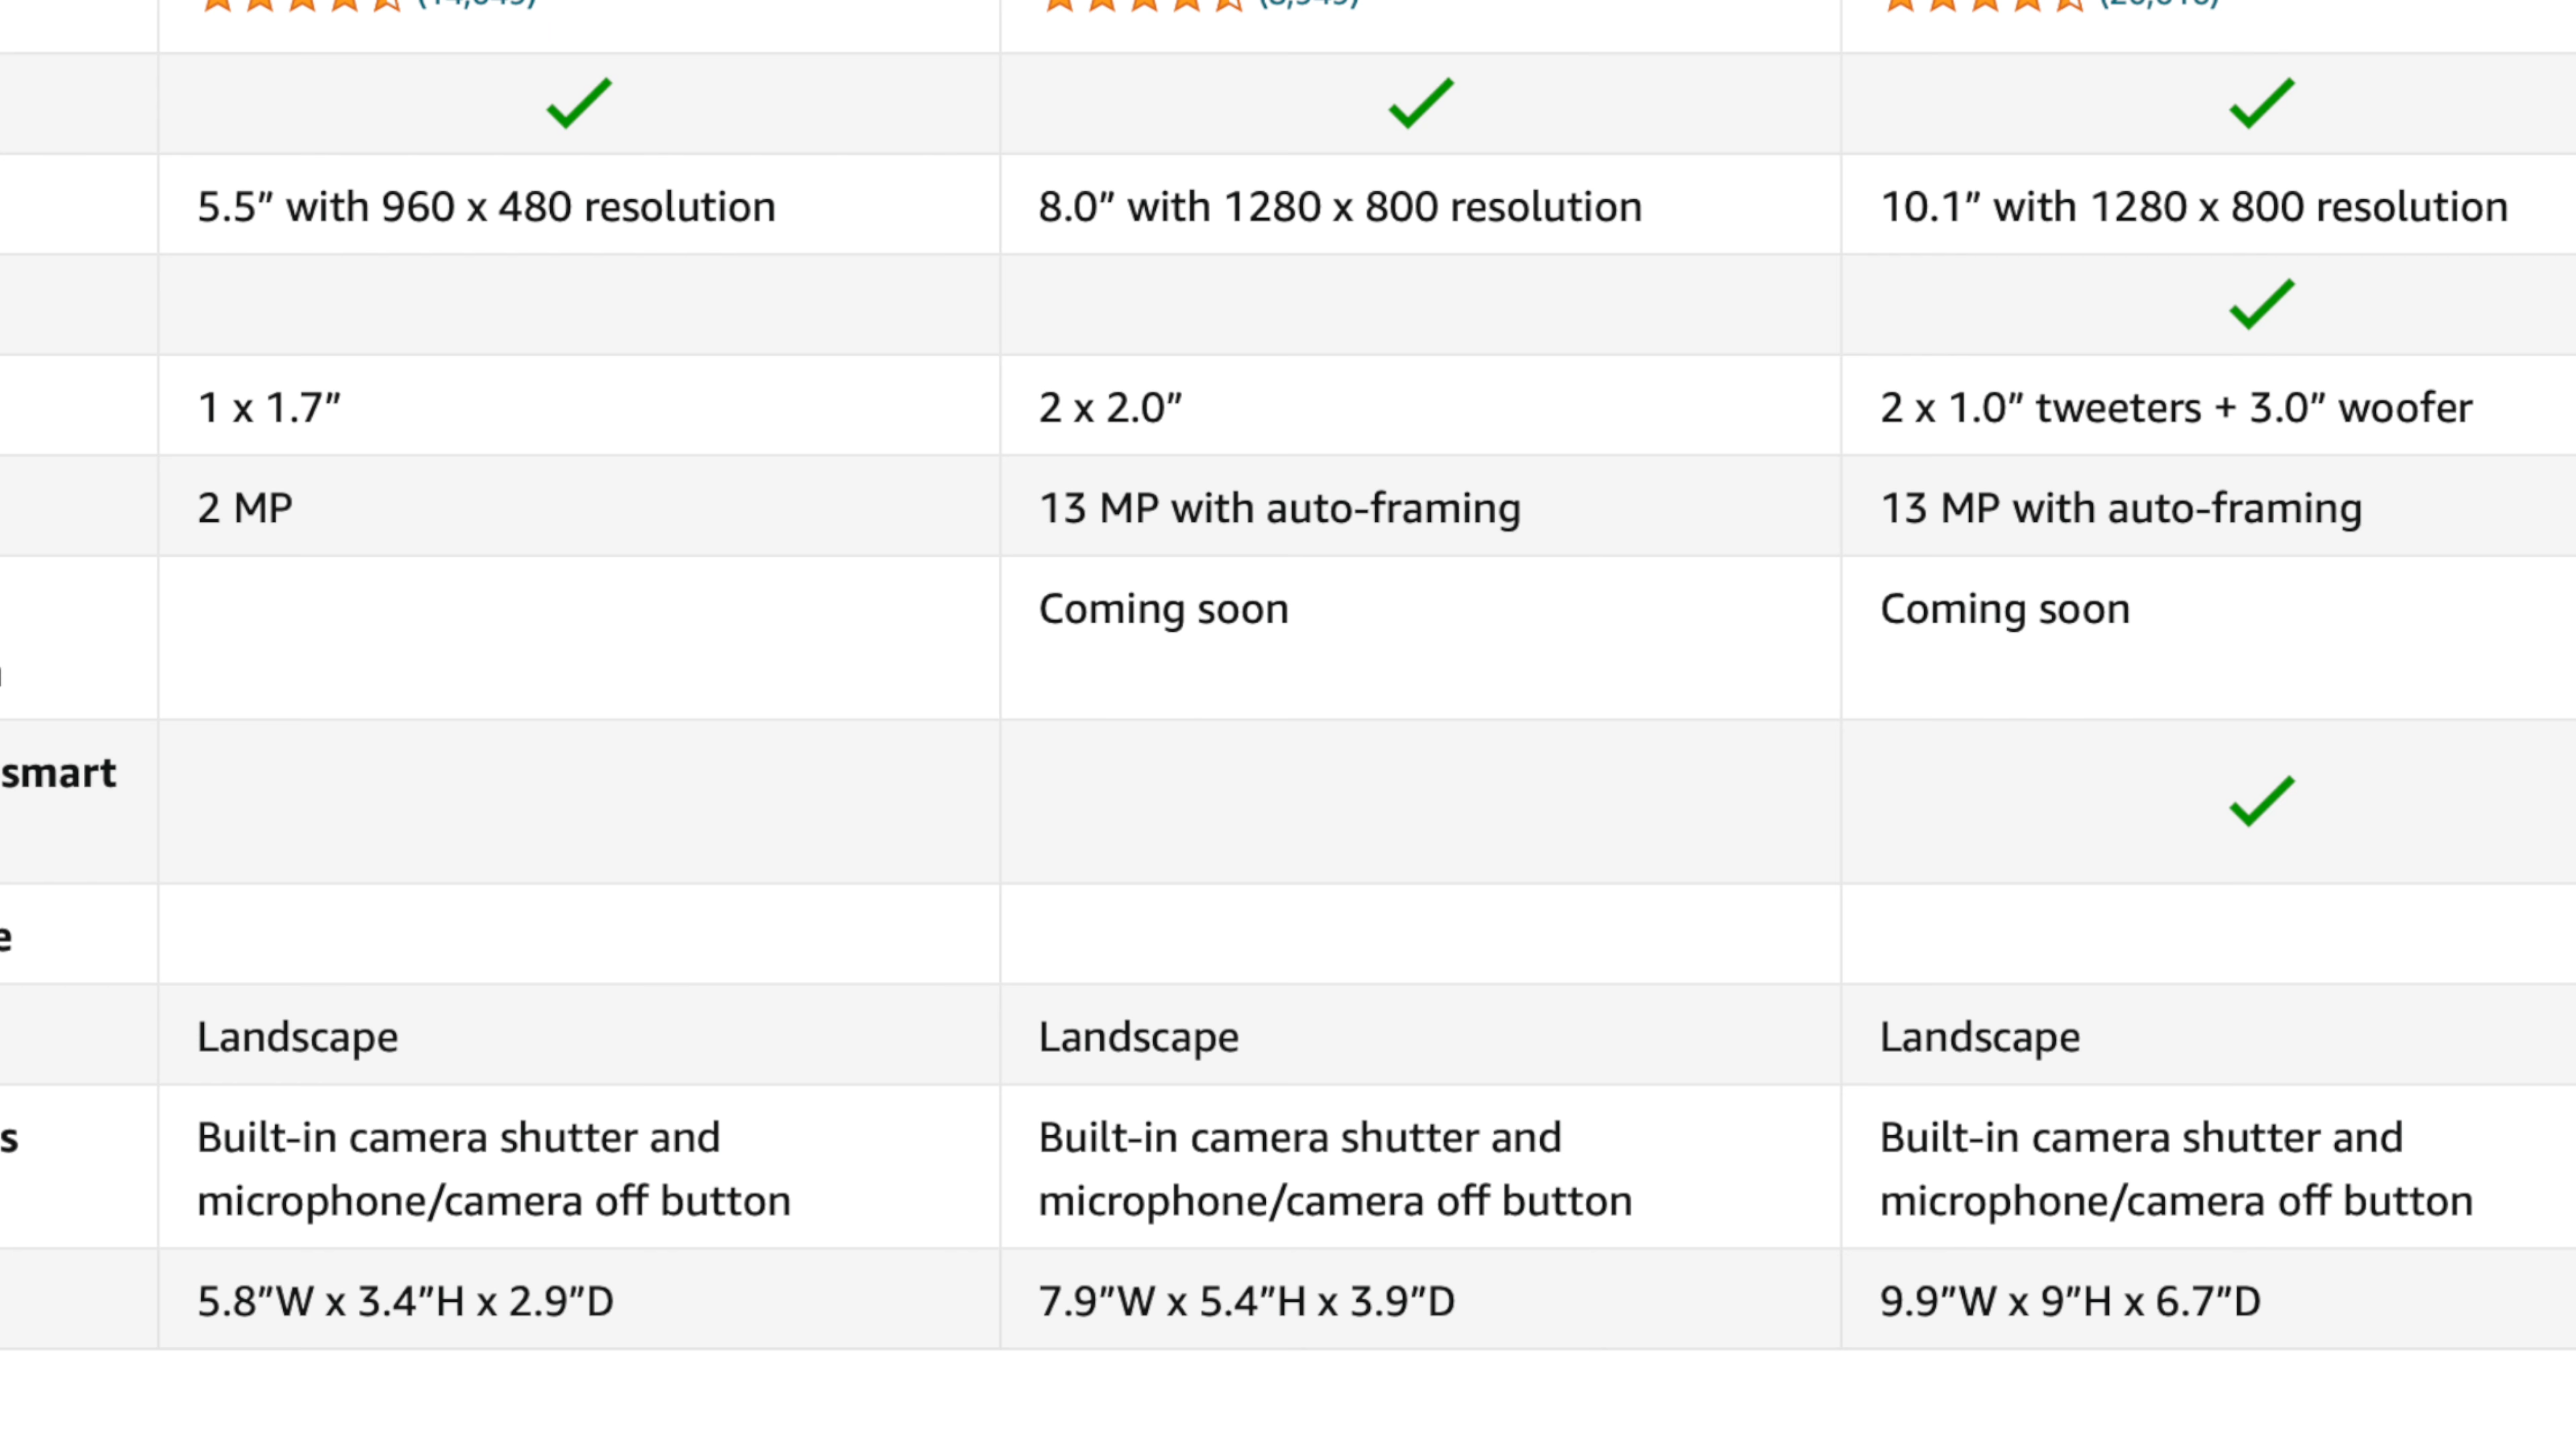 5.5” with 960 x 480 resolution
8.0” with 1280 x 800 resolution
10.1” with 1280 x 800 resolution
1 x 1.7”
2 x 2.0”
2 x 1.0” tweeters + 3.0” woofer
2 MP
13 MP with auto-framing
13 MP with auto-framing
Coming soon
Coming soon
smart
e
Landscape
Landscape
Landscape
s
Built-in camera shutter and
microphone/camera off button
Built-in camera shutter and
microphone/camera off button
Built-in camera shutter and
microphone/camera off button
5.8”W x 3.4”H x 2.9”D
7.9”W x 5.4”H x 3.9”D
9.9”W x 9”H x 6.7”D